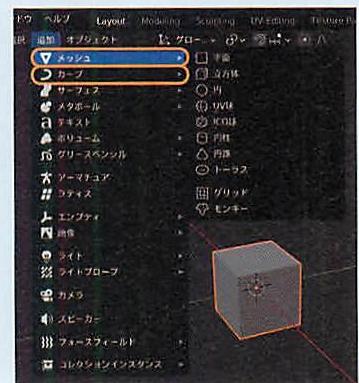 ドウ ヘルプ Layout Modeling Sculpting UV Editing Texture P
択 追加 オブジェクト グロー...
メッシュ
カーブ
サーフェス
メタボール
テキスト
ボリューム
グリースペンシル
アーマチュア
ラティス
エンプティ
画像
ライト
ライトプローブ
カメラ
スピーカー
フォースフィールド
コレクションインスタンス
平面
立方体
円
UV球
ICO球
円柱
円錐
トーラス
グリッド
モンキー